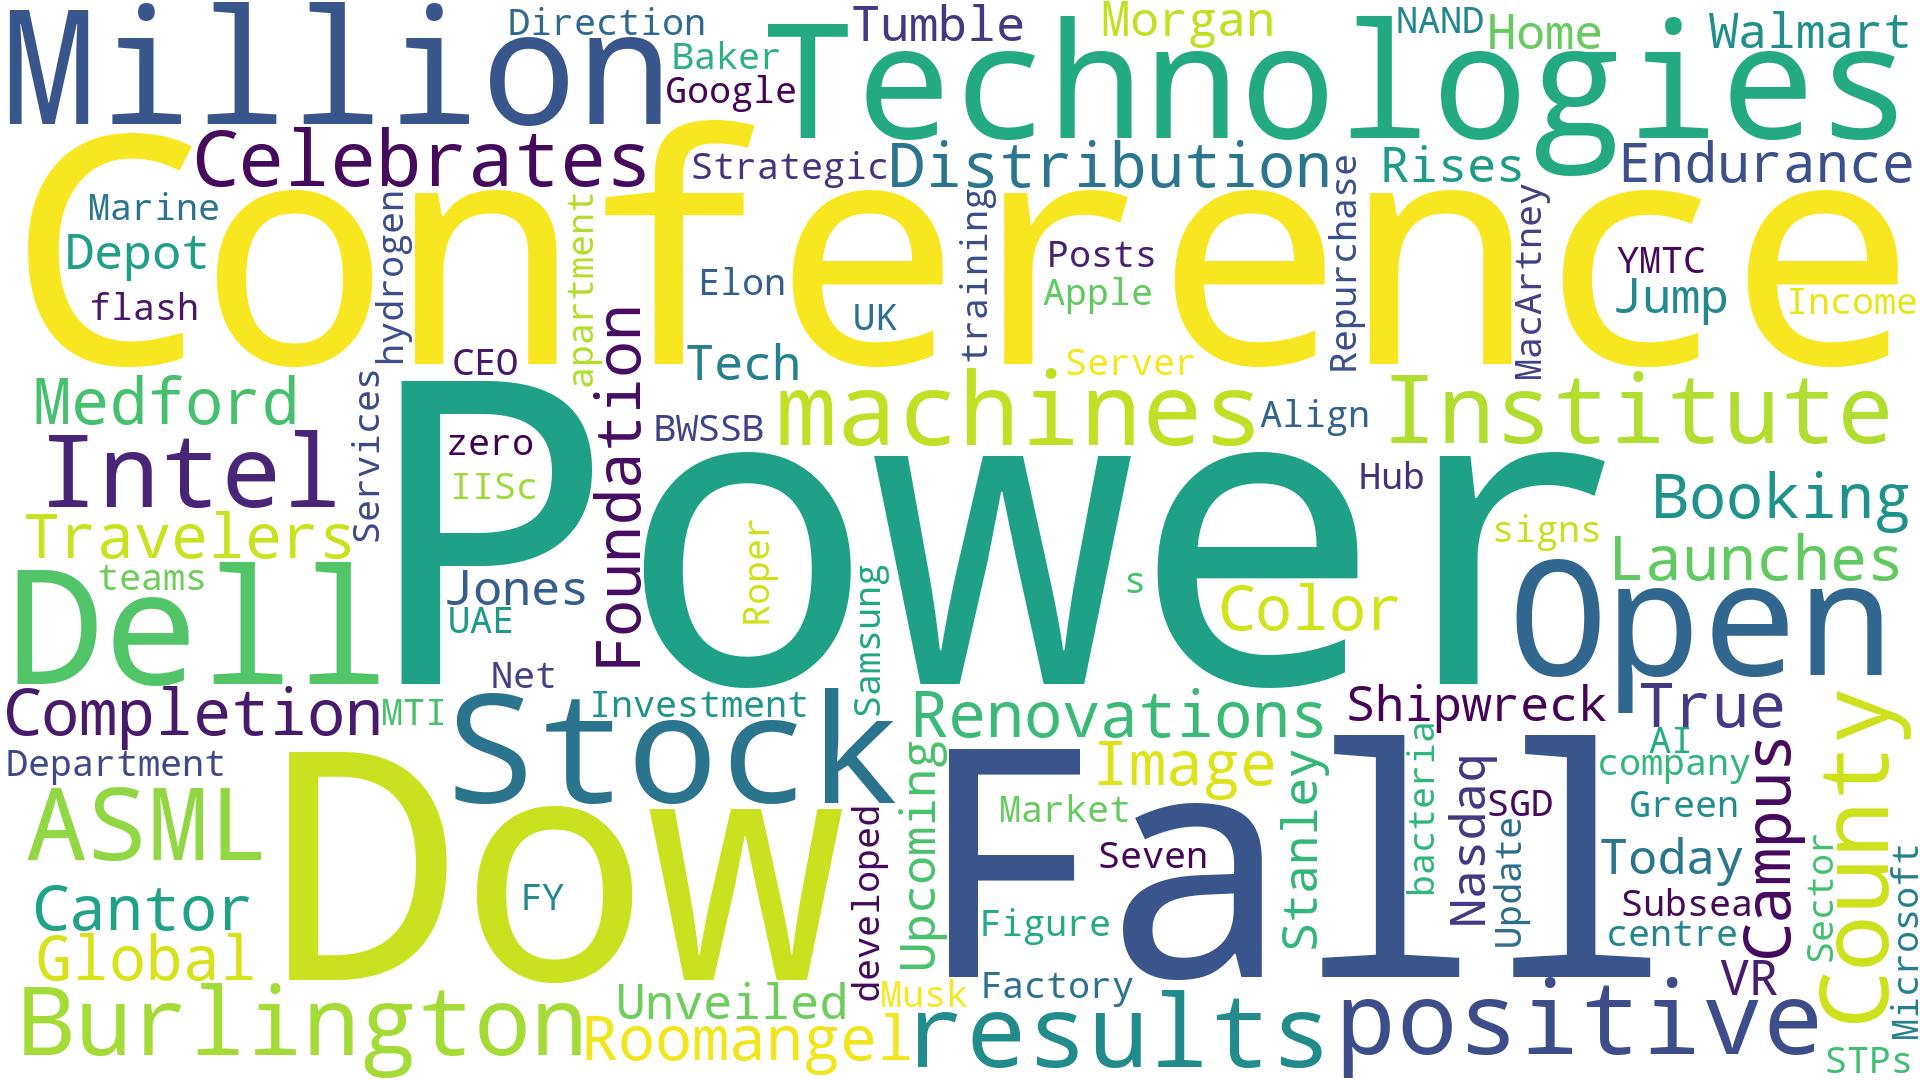 Million
Direction
Baker
Google
Technologies
Tumble
Morgan
NAND
Home
Walmart
Conference
Celebrates
Strategic
Distributione
Rises
Endurance
Marine
Depot
flash
hydrogen
apartment
Elon
UK
training
Posts
Apple
Repurchase
MacArtney
YMTC
Jump
Income
Medford
Services
CEO
Foundation
Tech
Server
BWSSB
machines
Align
Institute
Intel
Power
zero
IISc
Hub
Booking
Travelers
teams
Dell
Jones
UAE
Roper
Samsung
s
Color
signs
Open
Launches
Net
Completion
MTI
Investment
Stock
Renovations
Shipwreck
True
Department
ASML
Dow
Fall
Image
Market
Seven
Stanley
bacteria
Nasdaq
SGD
Update
AI
company
Green
Campus
County
Today
Subsea
centre
Sector
Microsoft
Cantor
FY
developed
Upcoming
Figure
Global
Burlington
Unveiled
Roomangel
Musk
Factory
results
positive
VR
STPs